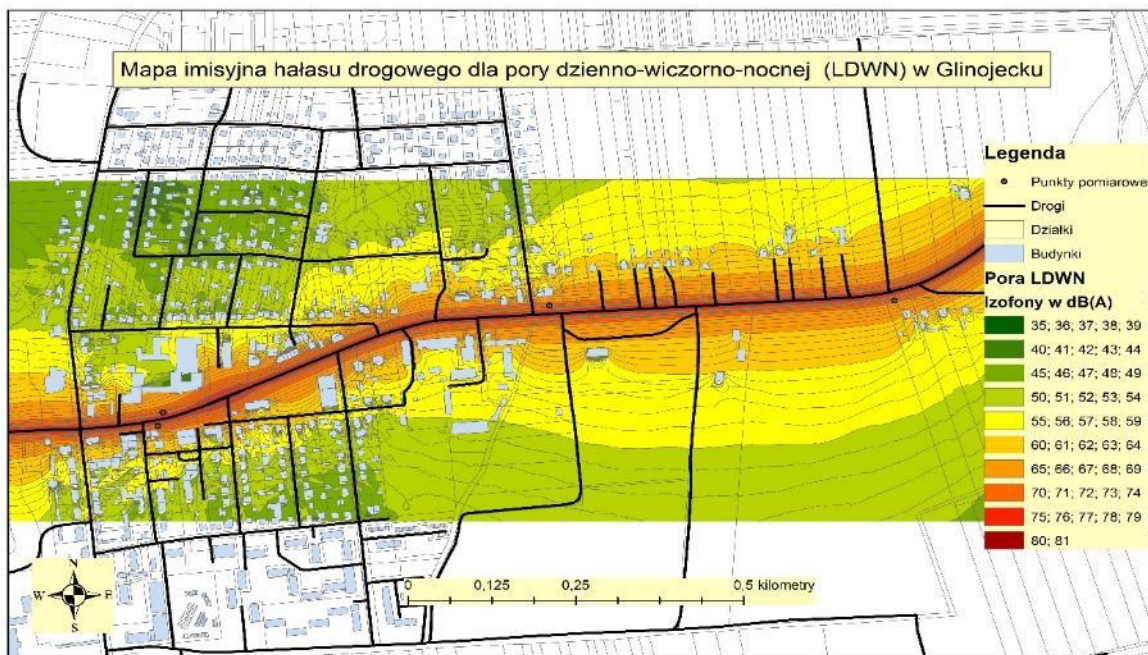 Mapa imisyjna hałasu drogowego dla pory dzienno-wiczorno-nocnej (LDWN) w Glinojecku
Legenda
Punkty pomiarowe
Drogi
Działki
Budynki
Pora LDWN
Izofony w dB(A)
35; 36; 37; 38; 39
40; 41; 42; 43; 44
45; 46; 47; 48; 49
50; 51; 52; 53; 54
55; 56; 57; 58; 59
60; 61; 62; 63; 64
65; 66; 67; 68; 69
70; 71; 72; 73; 74
75; 76; 77; 78; 79
80; 81
N
W E
S
0 0,125 0,25 0,5 kilometry